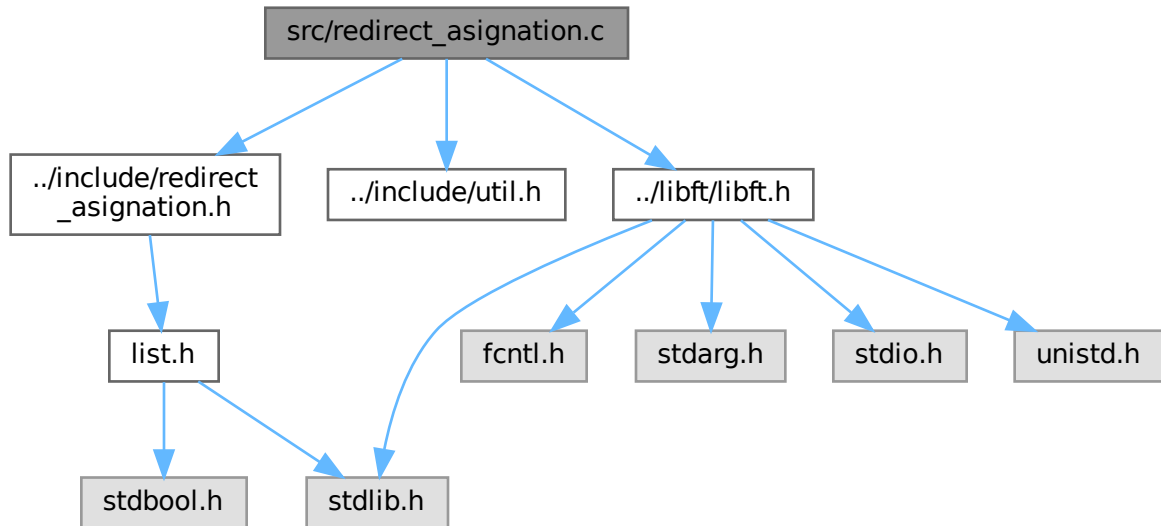 src/redirect_asignation.c
../include/redirect
_asignation.h
../include/util.h
../libft/libft.h
list.h
fcntl.h
stdarg.h
stdio.h
unistd.h
stdbool.h
stdlib.h